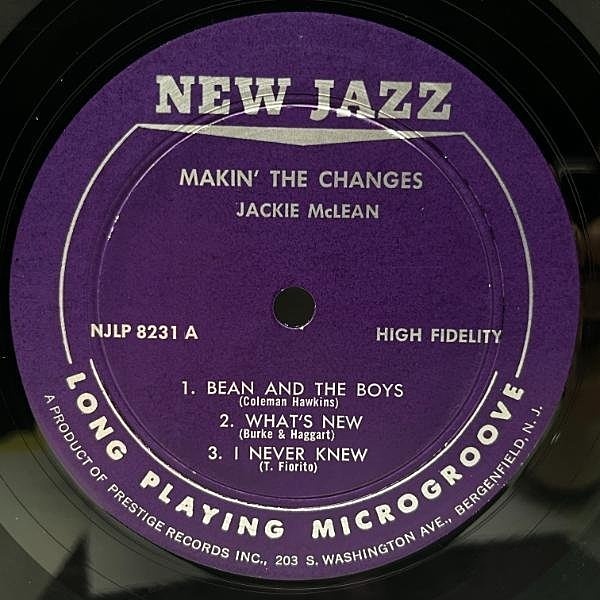 NEW JAZZ
MAKIN' THE CHANGES
JACKIE McLEAN
NJLP 8231 A
HIGH FIDELITY
1. BEAN AND THE BOYS
(Coleman Hawkins)
2. WHAT'S NEW
(Burke & Haggart)
3. I NEVER KNEW
(T. Fiorito)
LONG PLAYING MICROGROOVE
A PRODUCT OF PRESTIGE RECORDS INC., 203 S. WASHINGTON AVE., BERGENFIELD, N. J.